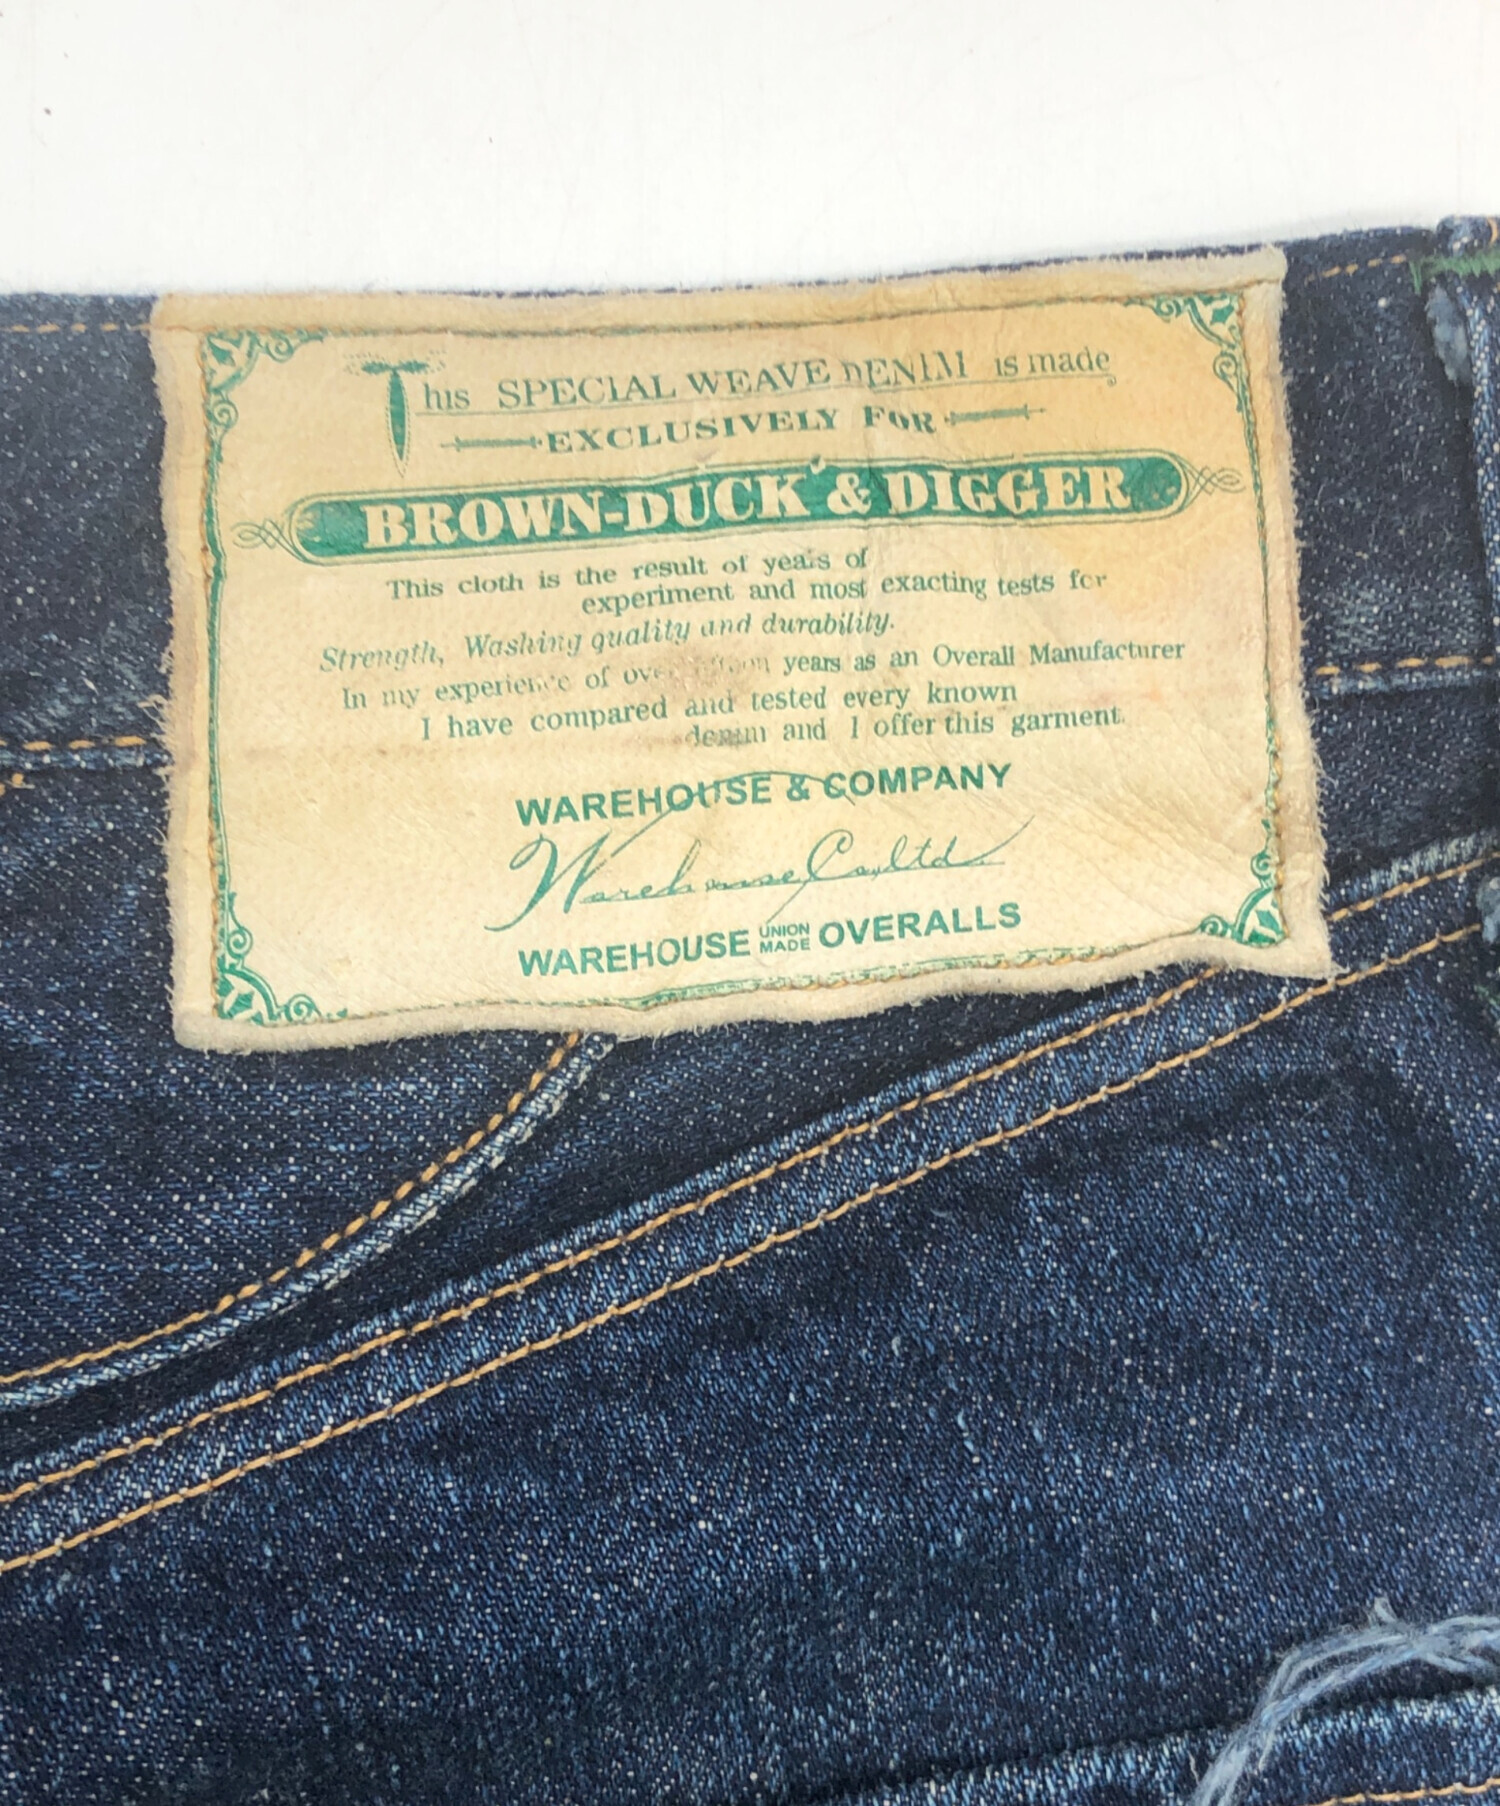 This SPECIAL WEAVE DENIM is made
EXCLUSIVELY FOR
BROWN-DUCK & DIGGER
This cloth is the result of years of
experiment and most exacting tests for
Strength, Washing quality and durability.
In my experience of over years as an Overall Manufacturer
I have compared and tested every known
denim and I offer this garment.
WAREHOUSE & COMPANY
Warehouse Co,ltd.
WAREHOUSE UNION MADE OVERALLS